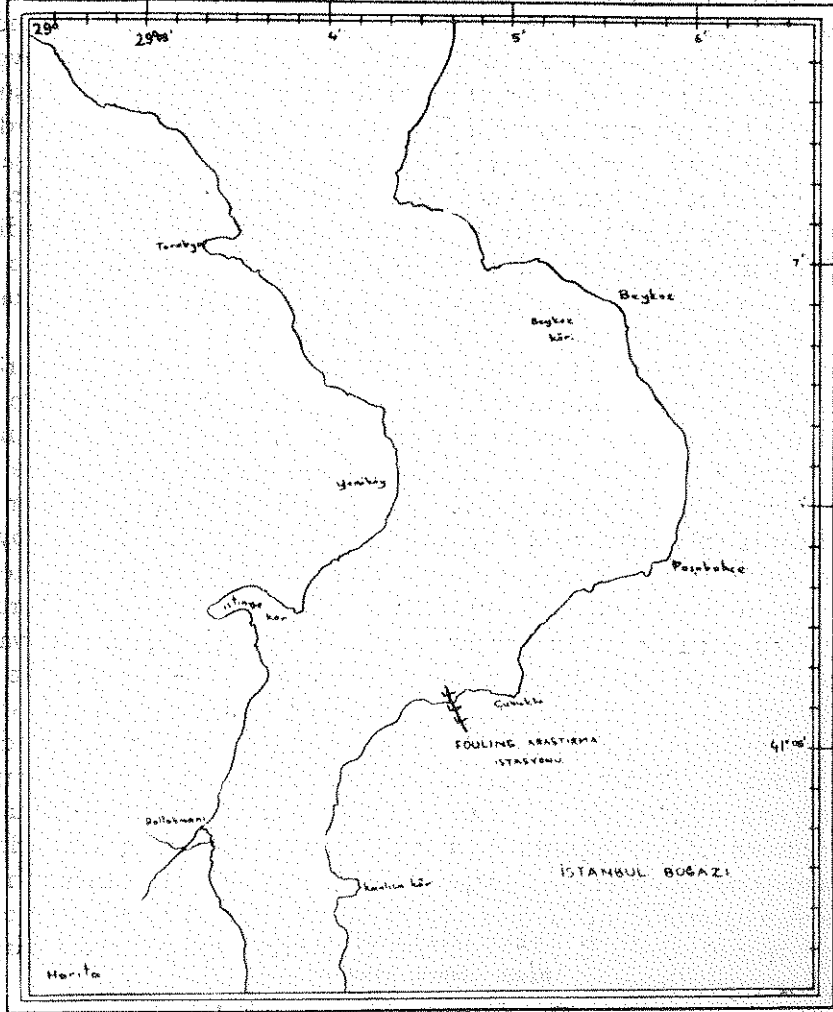 29° 29°03' 4' 5' 6'
Tarabya
7'
Beykoz
Beykoz
kör.
Yeniköy
Paşabahçe
istinye
kör
Çubuklu
FOULING ARAŞTIRMA
İSTASYONU
41°05'
Baltalimanı
Kanlıca kör
İSTANBUL BOĞAZI
Harita